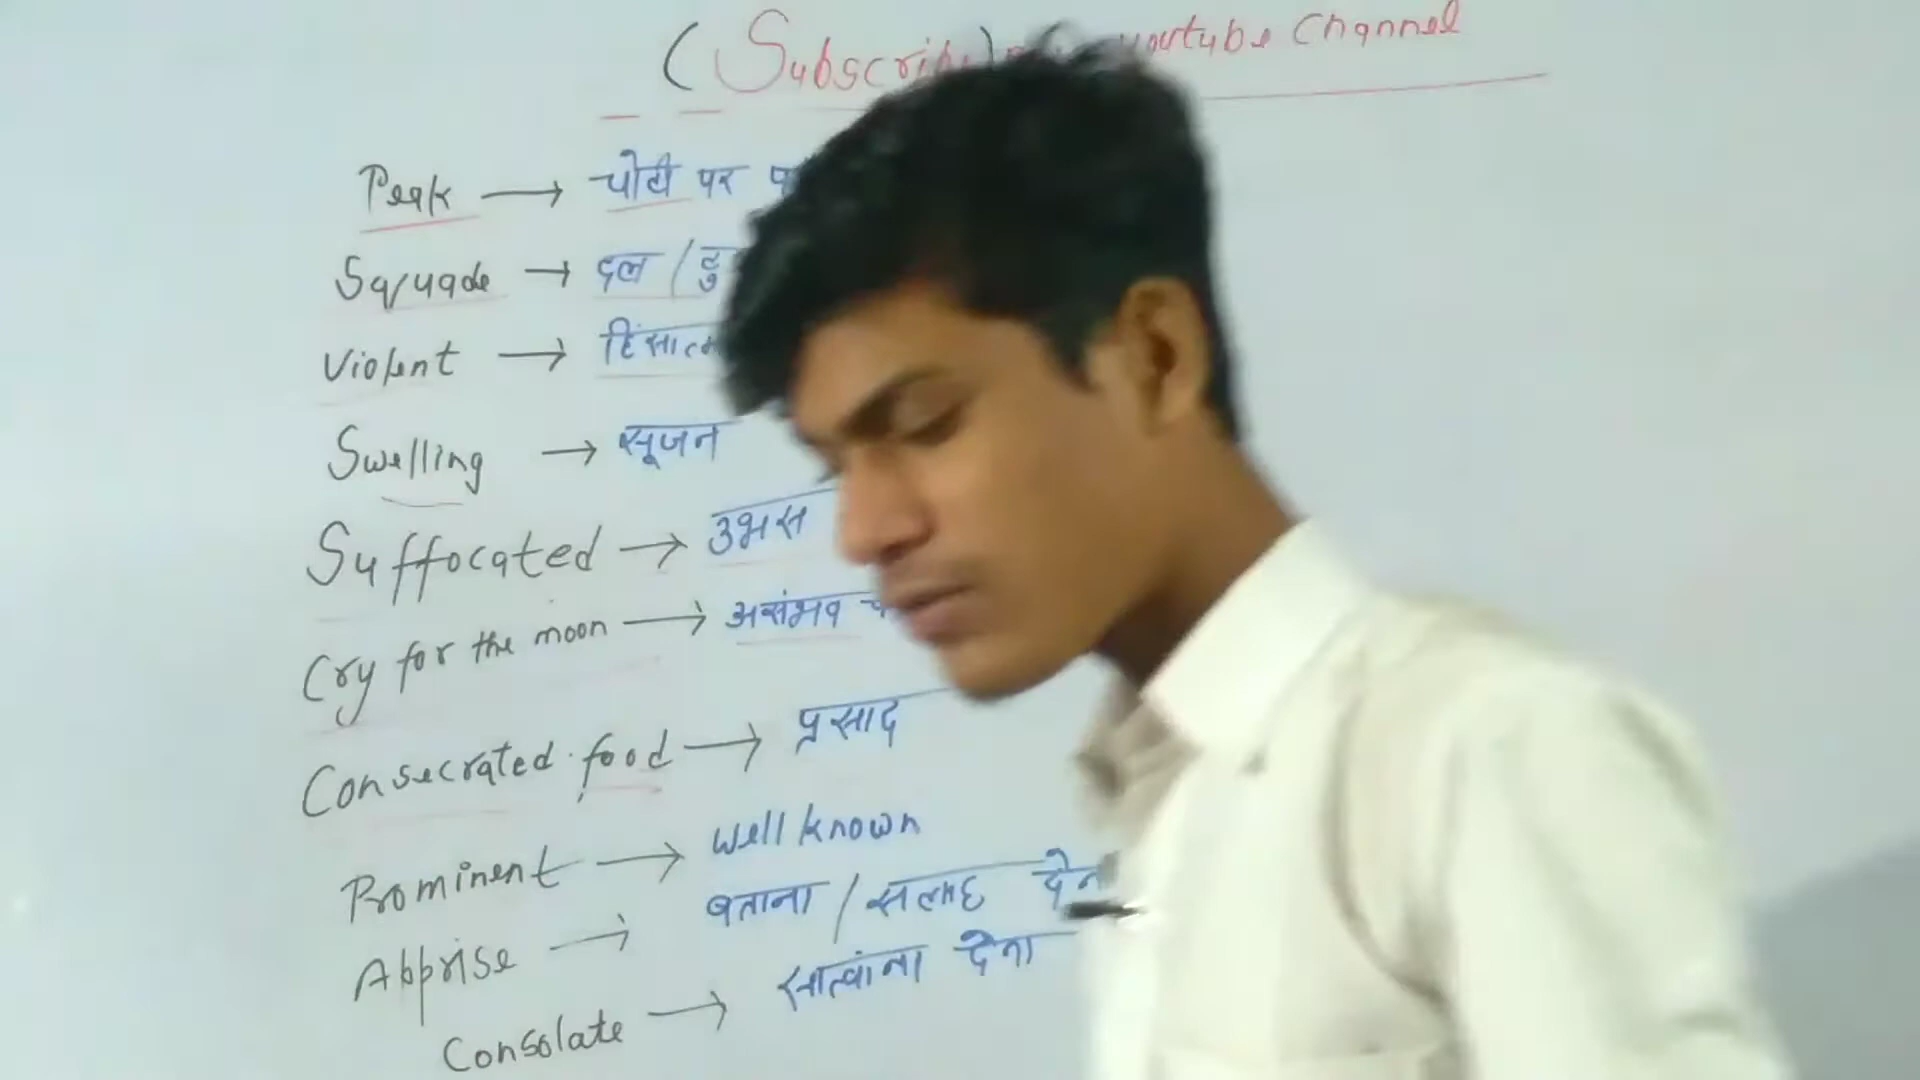 (Subscribe) youtube Channel
Peak → चोटी पर
Squade → दल /
Violent →
Swelling → सूजन
Suffocated → उभस
Cry for the moon → असंभव
Consecrated food → प्रसाद
Prominent → Well known
Apprise → बताना / सलाह
Consolate → सात्वांना देना